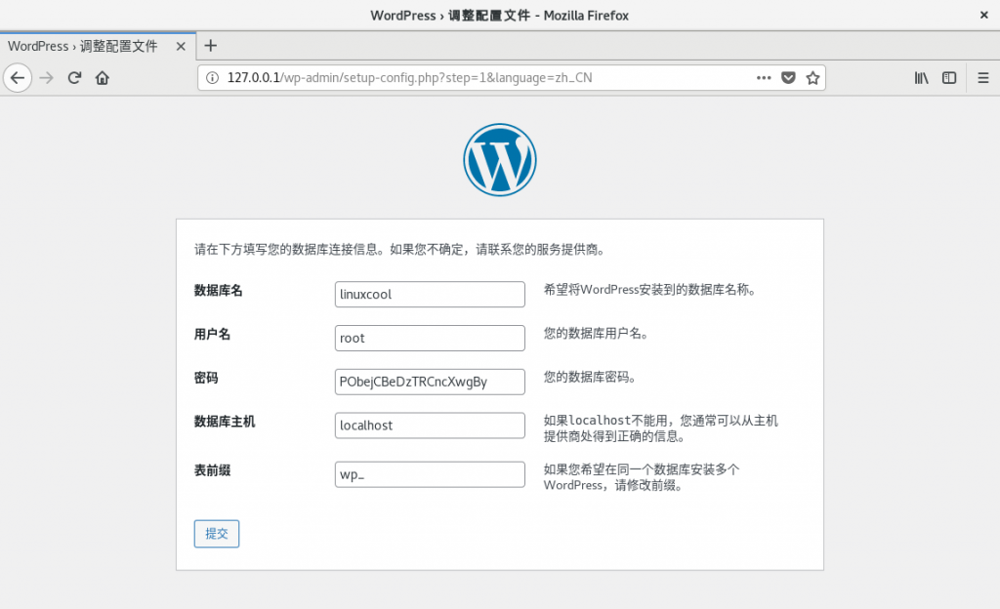 WordPress › 调整配置文件 - Mozilla Firefox
WordPress › 调整配置文件
127.0.0.1/wp-admin/setup-config.php?step=1&language=zh_CN
请在下方填写您的数据库连接信息。如果您不确定，请联系您的服务提供商。
数据库名 linuxcool 希望将WordPress安装到的数据库名称。
用户名 root 您的数据库用户名。
密码 PObejCBeDzTRCncXwgBy 您的数据库密码。
数据库主机 localhost 如果localhost不能用，您通常可以从主机
提供商处得到正确的信息。
表前缀 wp_ 如果您希望在同一个数据库安装多个
WordPress，请修改前缀。
提交